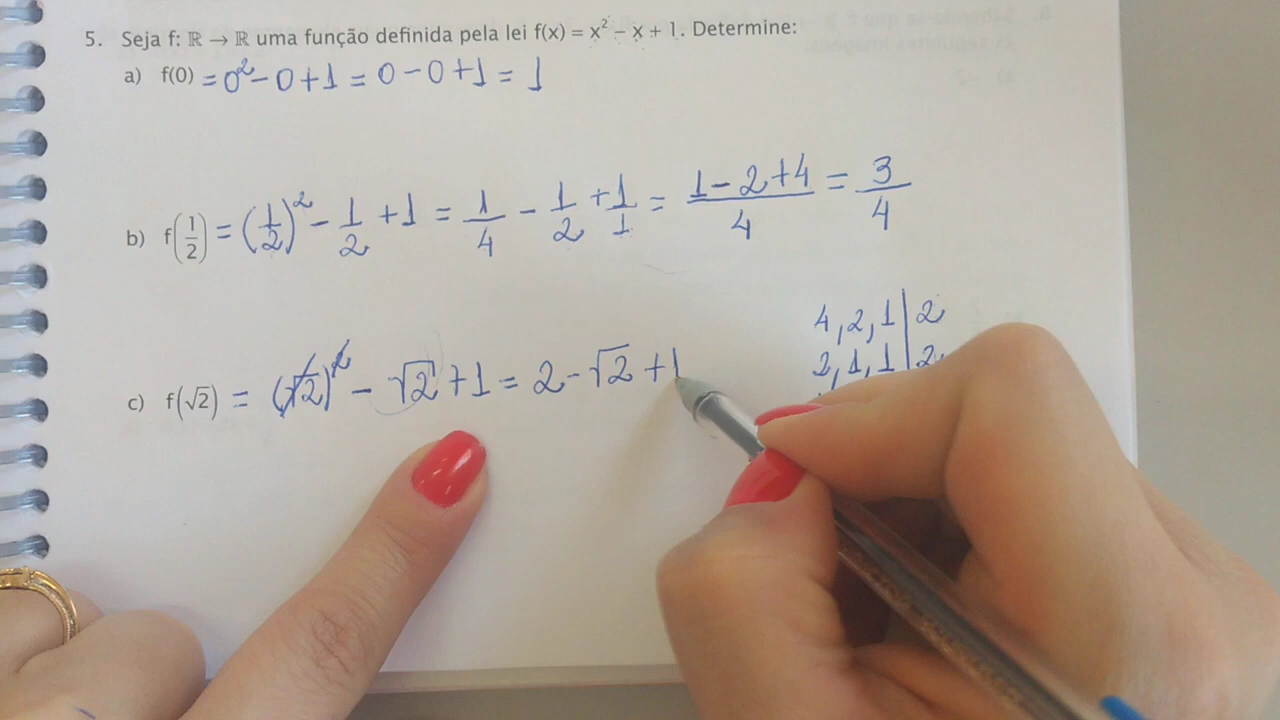 5. Seja f: ℝ → ℝ uma função definida pela lei f(x) = x² − x + 1. Determine:
a) f(0) = 0² − 0 + 1 = 0 − 0 + 1 = 1
b) f(1/2) = (1/2)² − 1/2 + 1 = 1/4 − 1/2 + 1/1 = (1 − 2 + 4)/4 = 3/4
4, 2, 1 | 2
2, 1, 1 | 2
c) f(√2) = (√2)² − √2 + 1 = 2 − √2 + 1